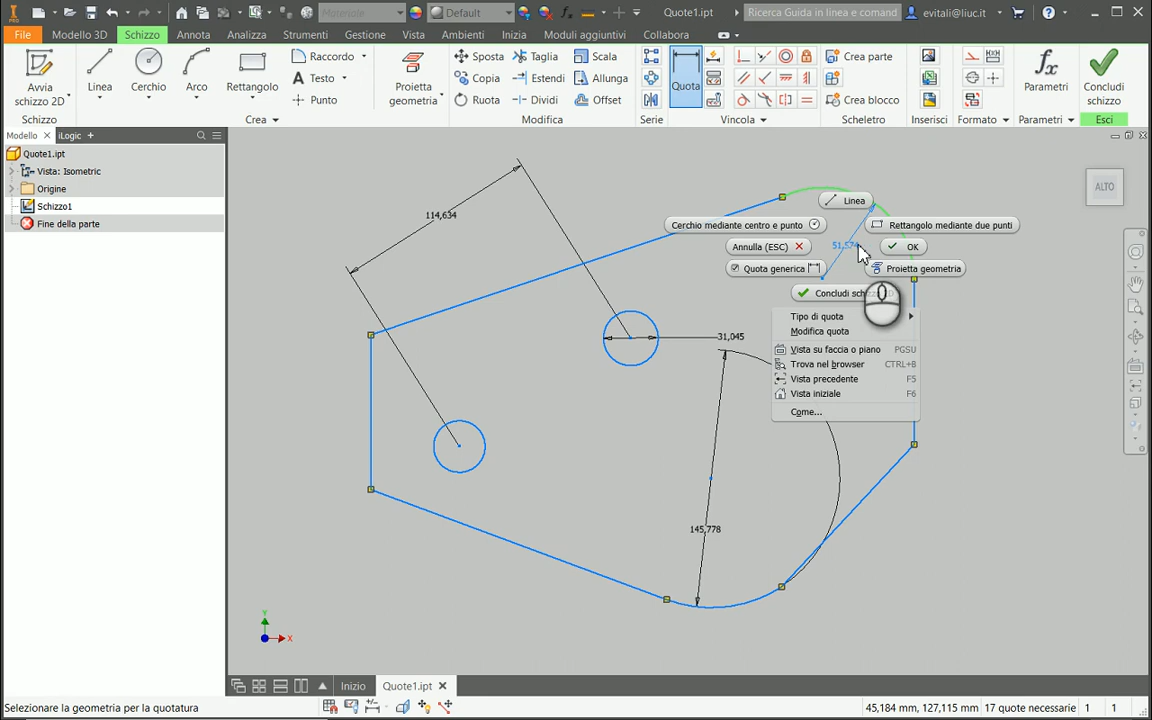 PRO
Materiale
Default
Quote1.ipt
Ricerca Guida in linea e comandi
evitali@liuc.it
File
Modello 3D
Schizzo
Annota
Analizza
Strumenti
Gestione
Vista
Ambienti
Inizia
Moduli aggiuntivi
Collabora
Avvia
schizzo 2D
Linea
Cerchio
Arco
Rettangolo
Raccordo
Testo
Punto
Proietta
geometria
Sposta
Copia
Ruota
Taglia
Estendi
Dividi
Scala
Allunga
Offset
Quota
Crea parte
Crea blocco
Parametri
Concludi
schizzo
Schizzo
Crea
Modifica
Serie
Vincola
Scheletro
Inserisci
Formato
Parametri
Esci
Modello
iLogic
Quote1.ipt
Vista: Isometric
Origine
Schizzo1
Fine della parte
ALTO
114,634
Linea
Cerchio mediante centro e punto
Rettangolo mediante due punti
Annulla (ESC)
OK
Quota generica
Proietta geometria
Tipo di quota
Modifica quota
Vista su faccia o piano PGSU
Trova nel browser CTRL+B
Vista precedente F5
Vista iniziale F6
Come...
31,045
145,778
Y
X
Inizio
Quote1.ipt
Selezionare la geometria per la quotatura
45,184 mm, 127,115 mm
17 quote necessarie
1
1